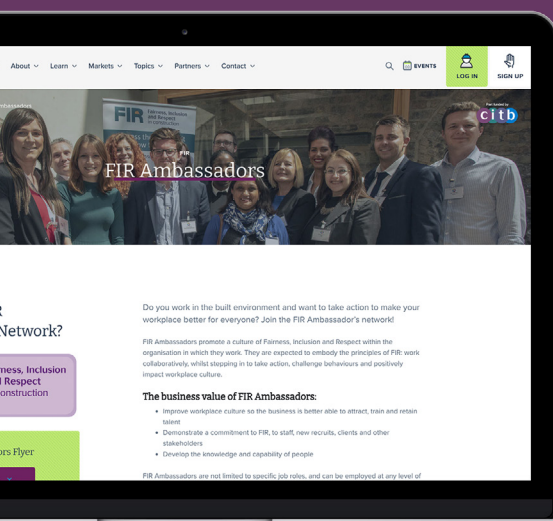 About Learn Markets Topics Partners Contact EVENTS LOG IN SIGN UP
Part funded by
citb
FIR Fairness, Inclusion
and Respect
FIR
FIR Ambassadors
Network?
Do you work in the built environment and want to take action to make your
workplace better for everyone? Join the FIR Ambassador's network!
FIR Ambassadors promote a culture of Fairness, Inclusion and Respect within the
organisation in which they work. They are expected to embody the principles of FIR: work
collaboratively, whilst stepping in to take action, challenge behaviours and positively
impact workplace culture.
ness, Inclusion
d Respect
onstruction
The business value of FIR Ambassadors:
Improve workplace culture so the business is better able to attract, train and retain
talent
Demonstrate a commitment to FIR, to staff, new recruits, clients and other
stakeholders
Develop the knowledge and capability of people
ors Flyer
FIR Ambassadors are not limited to specific job roles, and can be employed at any level of